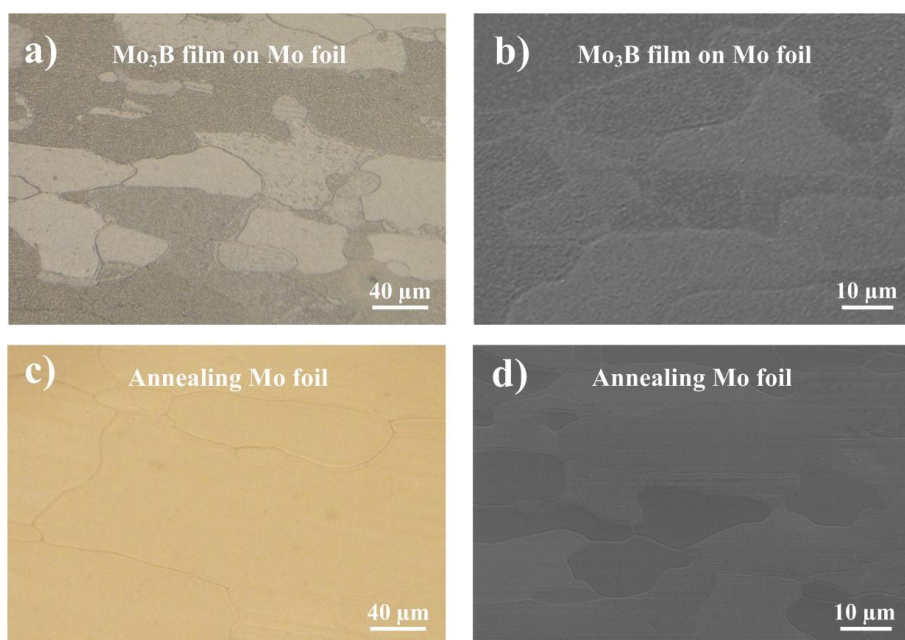 a)
Mo₃B film on Mo foil
40 µm
b)
Mo₃B film on Mo foil
10 µm
c)
Annealing Mo foil
40 µm
d)
Annealing Mo foil
10 µm